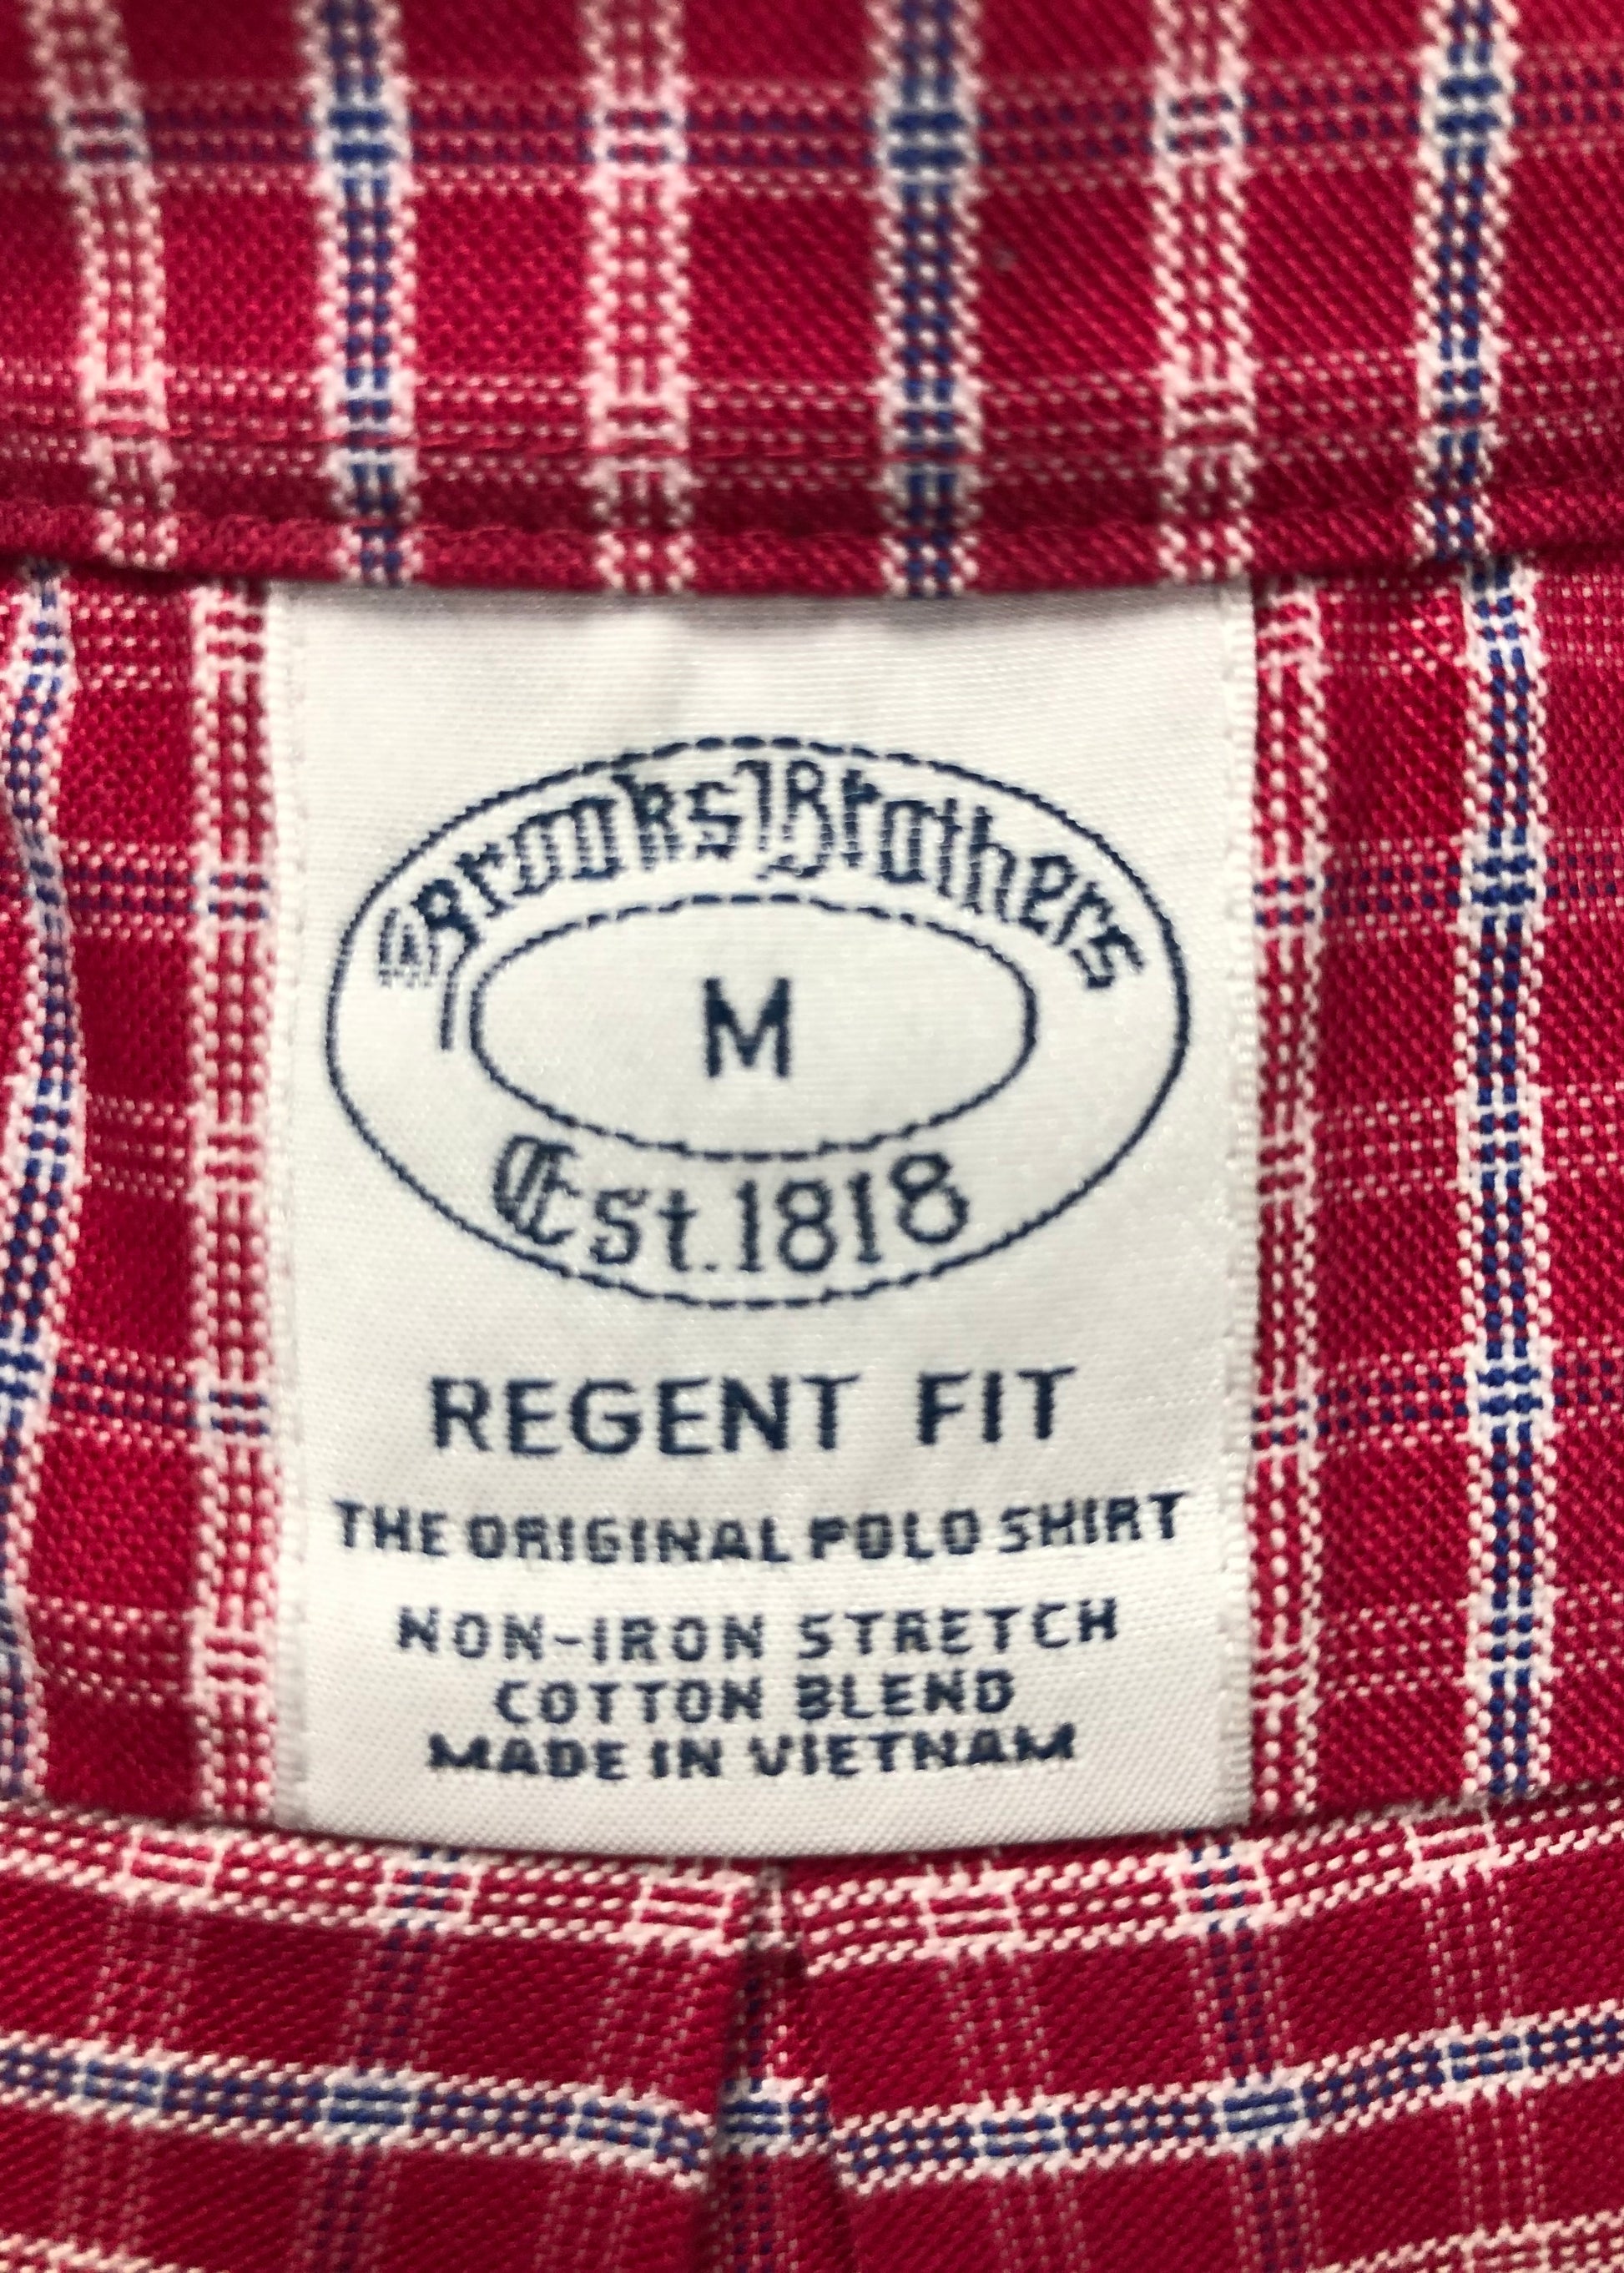 Brooks Brothers
M
Est. 1818
REGENT FIT
THE ORIGINAL POLO SHIRT
NON-IRON STRETCH
COTTON BLEND
MADE IN VIETNAM